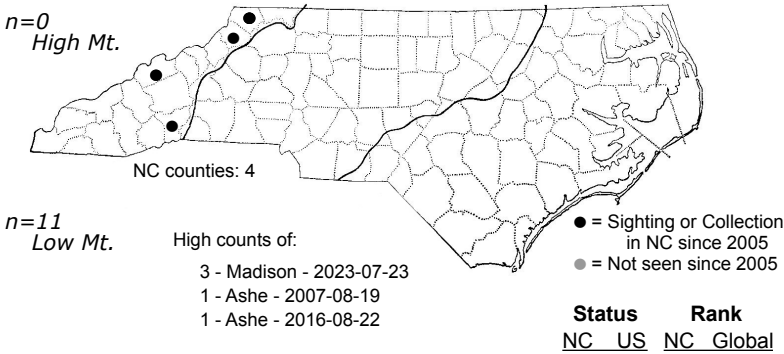 n=0
High Mt.
NC counties: 4
n=11
Low Mt.
High counts of:
3 - Madison - 2023-07-23
1 - Ashe - 2007-08-19
1 - Ashe - 2016-08-22
= Sighting or Collection
in NC since 2005
= Not seen since 2005
Status Rank
NC US NC Global